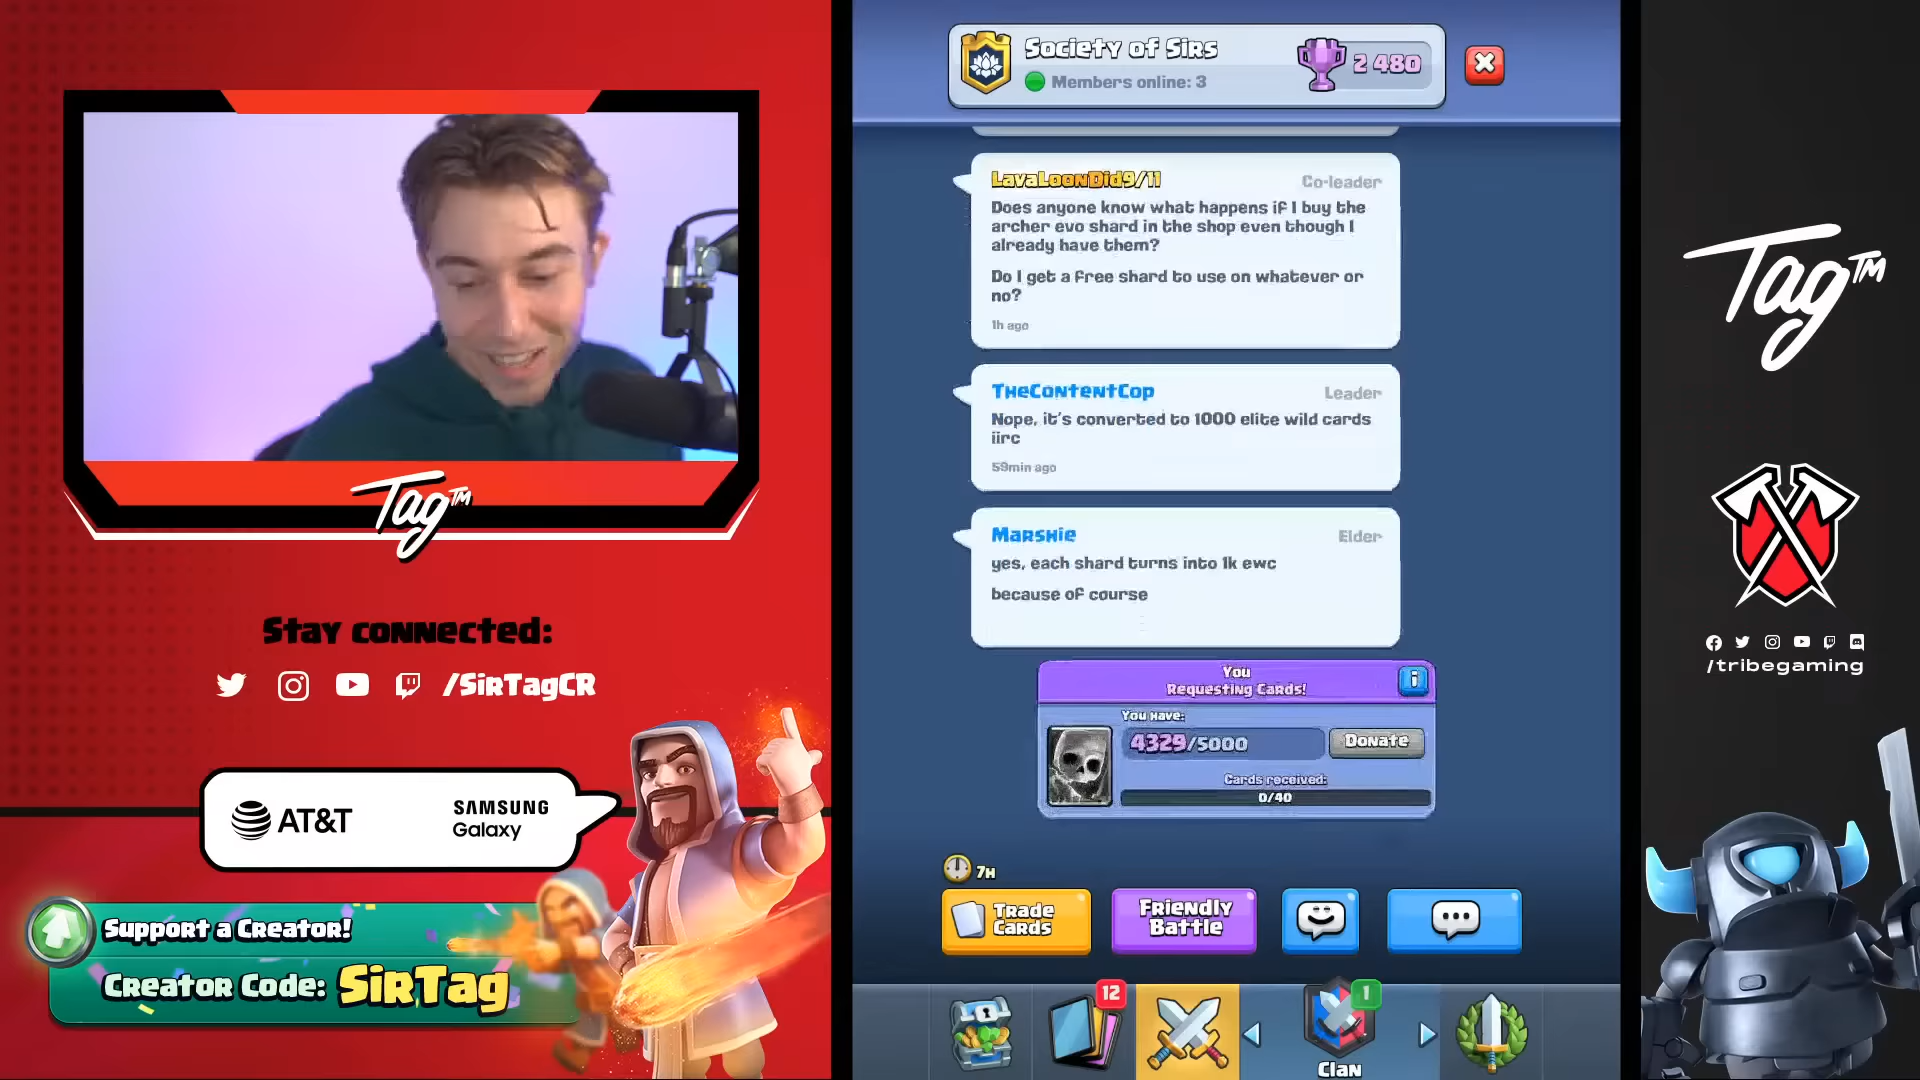 Tag™
Stay connected:
/SirTagCR
AT&T
SAMSUNG
Galaxy
Support a Creator!
Creator Code: SirTag
Society of Sirs
Members online: 3
2 480
LavaLoonDid9/11
Co-leader
Does anyone know what happens if I buy the
archer evo shard in the shop even though I
already have them?
Do I get a free shard to use on whatever or
no?
1h ago
TheContentCop
Leader
Nope, it's converted to 1000 elite wild cards
iirc
59min ago
Marshie
Elder
yes, each shard turns into 1k ewc
because of course
You
Requesting Cards!
i
You have:
4329/5000
Donate
Cards received:
0/40
7H
Trade
Cards
Friendly
Battle
12
1
Clan
Tag™
/tribegaming